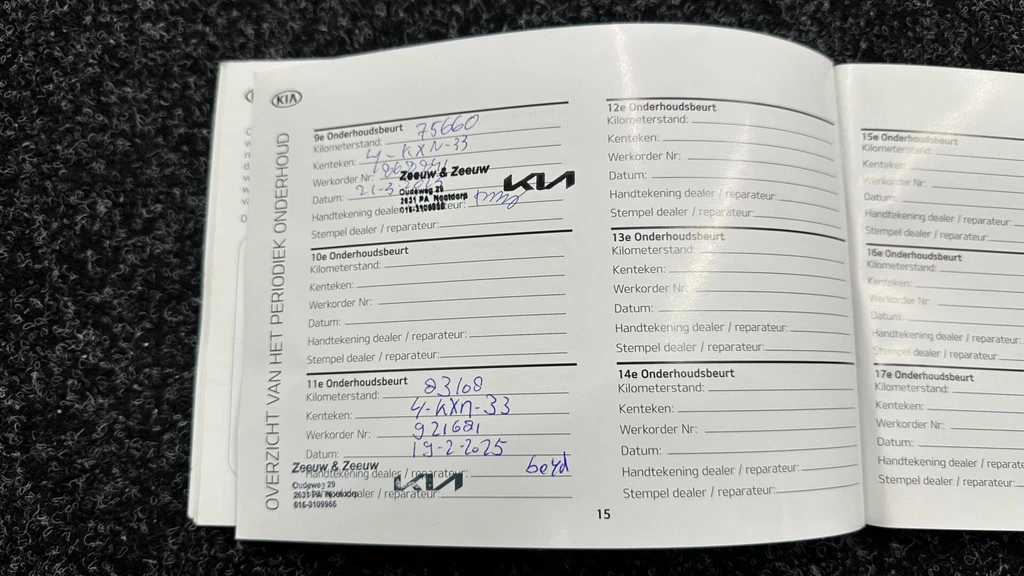 KIA
OVERZICHT VAN HET PERIODIEK ONDERHOUD
9e Onderhoudsbeurt
Kilometerstand: 75660
Kenteken: 4-KXN-33
Werkorder Nr:
Datum: 21-3
Zeeuw & Zeeuw
Oudeweg 29
2631 PA Nootdorp
KIA
Handtekening dealer / reparateur:
Stempel dealer / reparateur:
10e Onderhoudsbeurt
Kilometerstand:
Kenteken:
Werkorder Nr:
Datum:
Handtekening dealer / reparateur:
Stempel dealer / reparateur:
11e Onderhoudsbeurt
Kilometerstand: 83108
Kenteken: 4-KXN-33
Werkorder Nr: 921681
Datum: 19-2-2025
Zeeuw & Zeeuw
Handtekening dealer / reparateur: boyd
Oudeweg 29
2631 PA Nootdorp
dealer / reparateur:
015-3109966
KIA
12e Onderhoudsbeurt
Kilometerstand:
Kenteken:
Werkorder Nr:
Datum:
Handtekening dealer / reparateur:
Stempel dealer / reparateur:
13e Onderhoudsbeurt
Kilometerstand:
Kenteken:
Werkorder Nr:
Datum:
Handtekening dealer / reparateur:
Stempel dealer / reparateur:
14e Onderhoudsbeurt
Kilometerstand:
Kenteken:
Werkorder Nr:
Datum:
Handtekening dealer / reparateur:
Stempel dealer / reparateur:
15
15e Onderhoudsbeurt
Kilometerstand:
Kenteken:
Werkorder Nr:
Datum:
Handtekening dealer / reparateur:
Stempel dealer / reparateur:
16e Onderhoudsbeurt
Kilometerstand:
Kenteken:
Werkorder Nr:
Datum:
Handtekening dealer / reparateur:
Stempel dealer / reparateur:
17e Onderhoudsbeurt
Kilometerstand:
Kenteken:
Werkorder Nr:
Datum:
Handtekening dealer / reparate
Stempel dealer / reparateur: